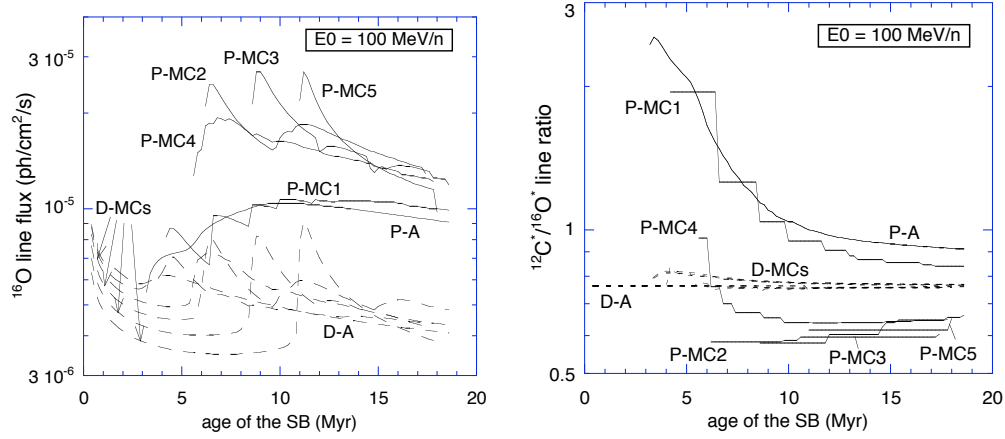 E0 = 100 MeV/n
3 10⁻⁵
P-MC3
P-MC2
P-MC5
P-MC4
¹⁶O line flux (ph/cm²/s)
10⁻⁵
D-MCs
P-MC1
P-A
D-A
3 10⁻⁶
0 5 10 15 20
age of the SB (Myr)
3
E0 = 100 MeV/n
P-MC1
¹²C*/¹⁶O* line ratio
1
P-MC4
P-A
D-MCs
D-A
P-MC2
P-MC3
P-MC5
0.5
0 5 10 15 20
age of the SB (Myr)